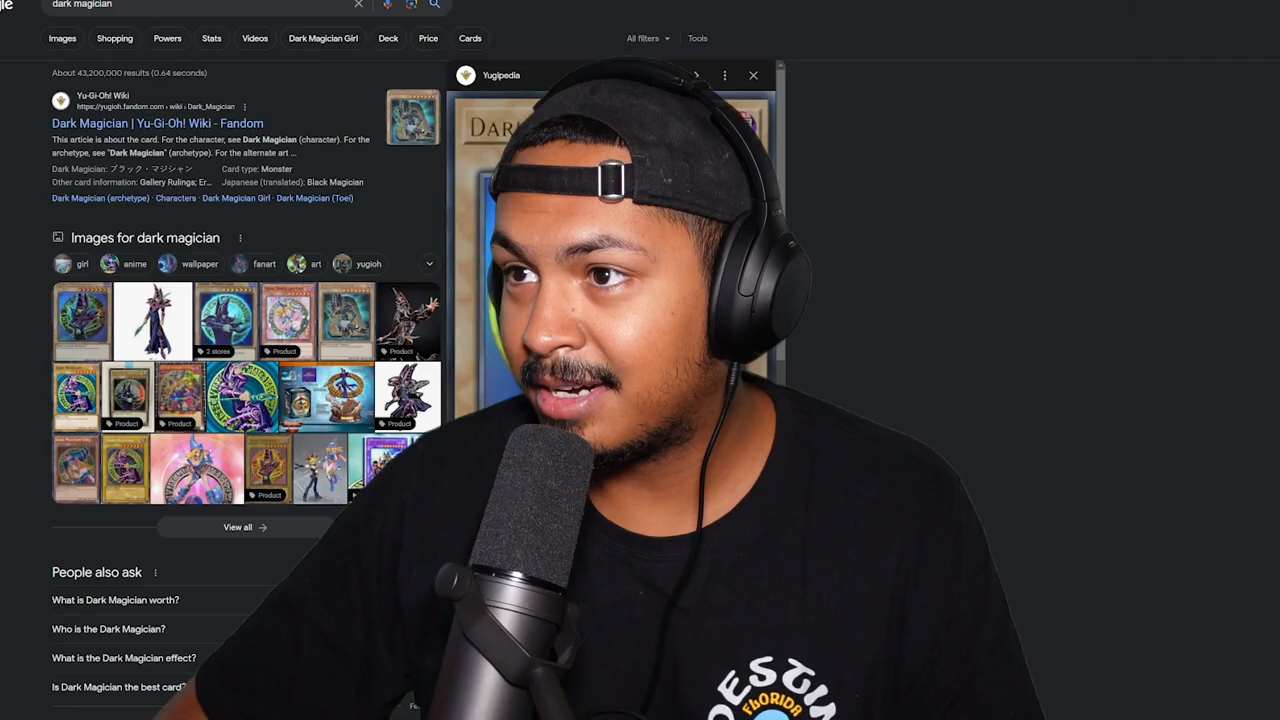 gle
dark magician
Images
Shopping
Powers
Stats
Videos
Dark Magician Girl
Deck
Price
Cards
All filters
Tools
About 43,200,000 results (0.64 seconds)
Yu-Gi-Oh! Wiki
https://yugioh.fandom.com › wiki › Dark_Magician
Dark Magician | Yu-Gi-Oh! Wiki - Fandom
This article is about the card. For the character, see Dark Magician (character). For the
archetype, see "Dark Magician" (archetype). For the alternate art ...
Dark Magician: ブラック・マジシャン
Card type: Monster
Other card information: Gallery Rulings; Er...
Japanese (translated): Black Magician
Dark Magician (archetype) · Characters · Dark Magician Girl · Dark Magician (Toei)
Yugipedia
Images for dark magician
girl
anime
wallpaper
fanart
art
yugioh
2 stores
Product
Product
Product
Product
Product
Product
View all
People also ask
What is Dark Magician worth?
Who is the Dark Magician?
What is the Dark Magician effect?
Is Dark Magician the best card?
FLORIDA